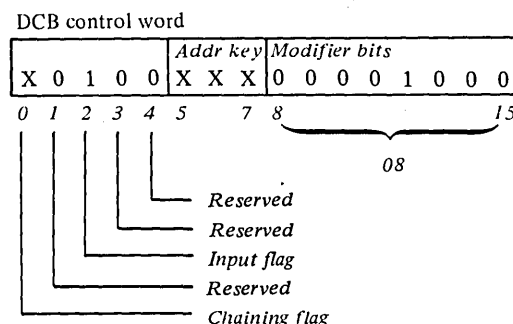 DCB control word
Addr key Modifier bits
X 0 1 0 0 X X X 0 0 0 0 1 0 0 0
0 1 2 3 4 5 7 8 15
08
Reserved
Reserved
Input flag
Reserved
Chaining flag